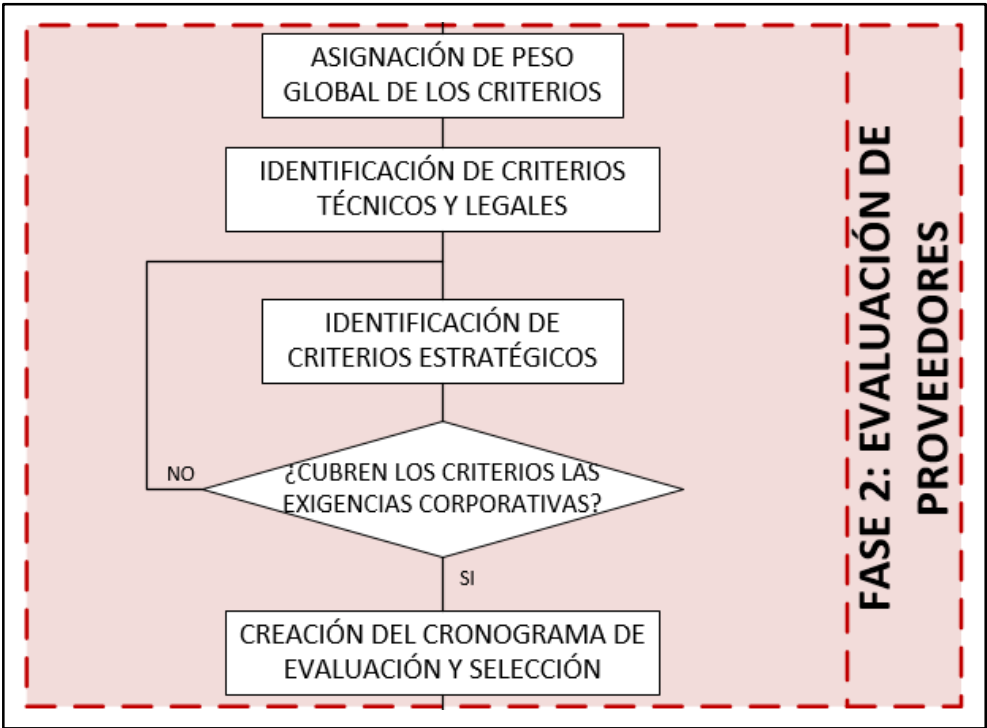 ASIGNACIÓN DE PESO
GLOBAL DE LOS CRITERIOS
IDENTIFICACIÓN DE CRITERIOS
TÉCNICOS Y LEGALES
IDENTIFICACIÓN DE
CRITERIOS ESTRATÉGICOS
¿CUBREN LOS CRITERIOS LAS
EXIGENCIAS CORPORATIVAS?
NO
SI
CREACIÓN DEL CRONOGRAMA DE
EVALUACIÓN Y SELECCIÓN
FASE 2: EVALUACIÓN DE
PROVEEDORES